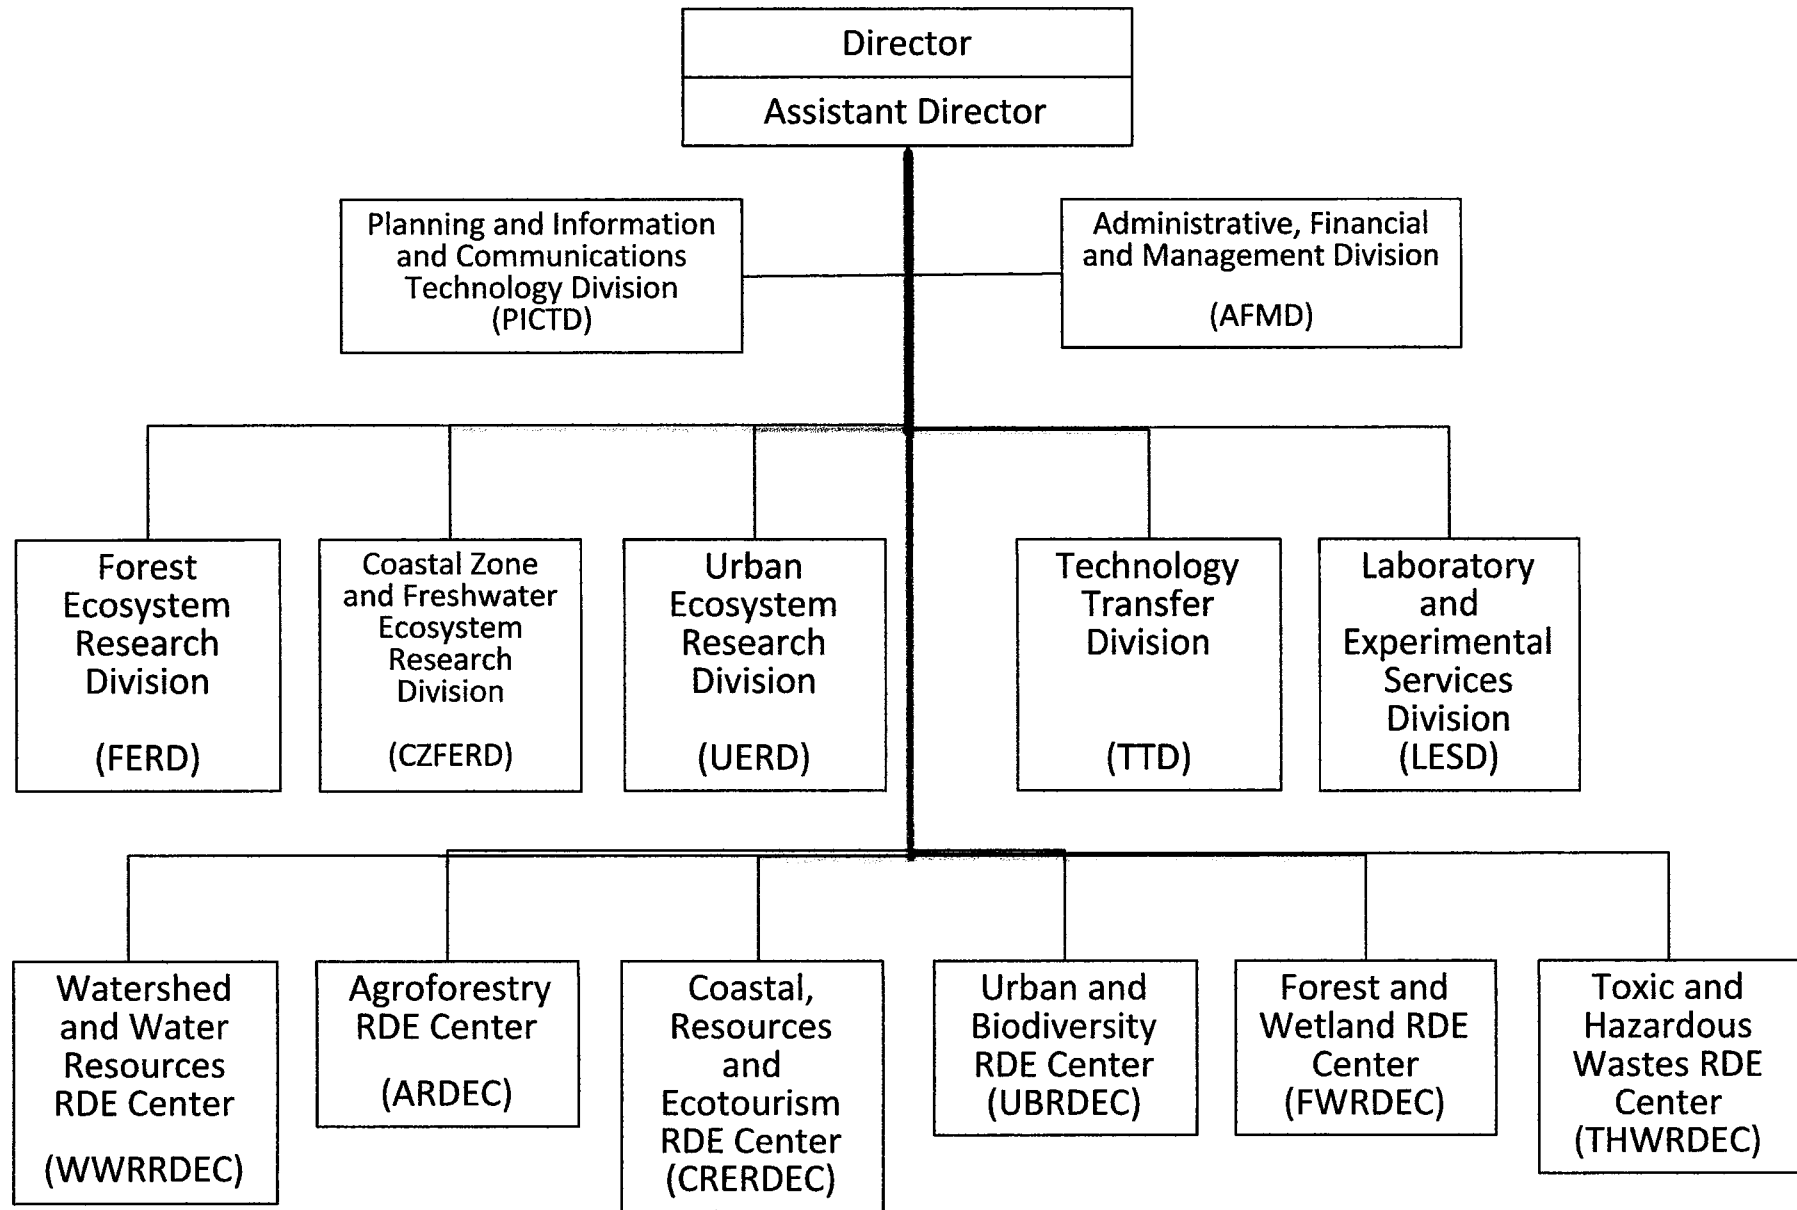 Director
Assistant Director
Planning and Information
and Communications
Technology Division
(PICTD)
Administrative, Financial
and Management Division
(AFMD)
Forest
Ecosystem
Research
Division
(FERD)
Coastal Zone
and Freshwater
Ecosystem
Research
Division
(CZFERD)
Urban
Ecosystem
Research
Division
(UERD)
Technology
Transfer
Division
(TTD)
Laboratory
and
Experimental
Services
Division
(LESD)
Watershed
and Water
Resources
RDE Center
(WWRRDEC)
Agroforestry
RDE Center
(ARDEC)
Coastal,
Resources
and
Ecotourism
RDE Center
(CRERDEC)
Urban and
Biodiversity
RDE Center
(UBRDEC)
Forest and
Wetland RDE
Center
(FWRDEC)
Toxic and
Hazardous
Wastes RDE
Center
(THWRDEC)